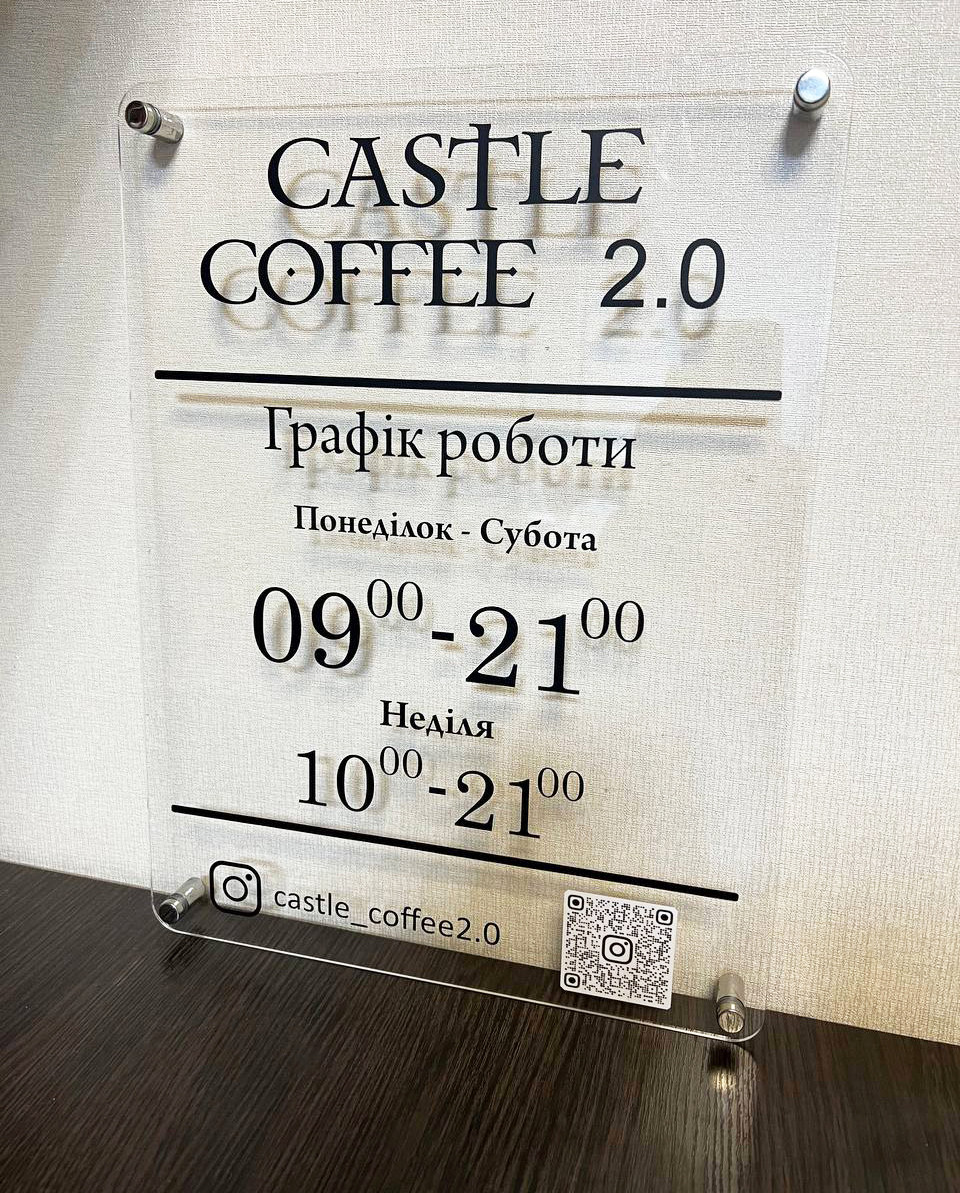 CASTLE
COFFEE 2.0
Графік роботи
Понеділок - Субота
09⁰⁰-21⁰⁰
Неділя
10⁰⁰-21⁰⁰
castle_coffee2.0